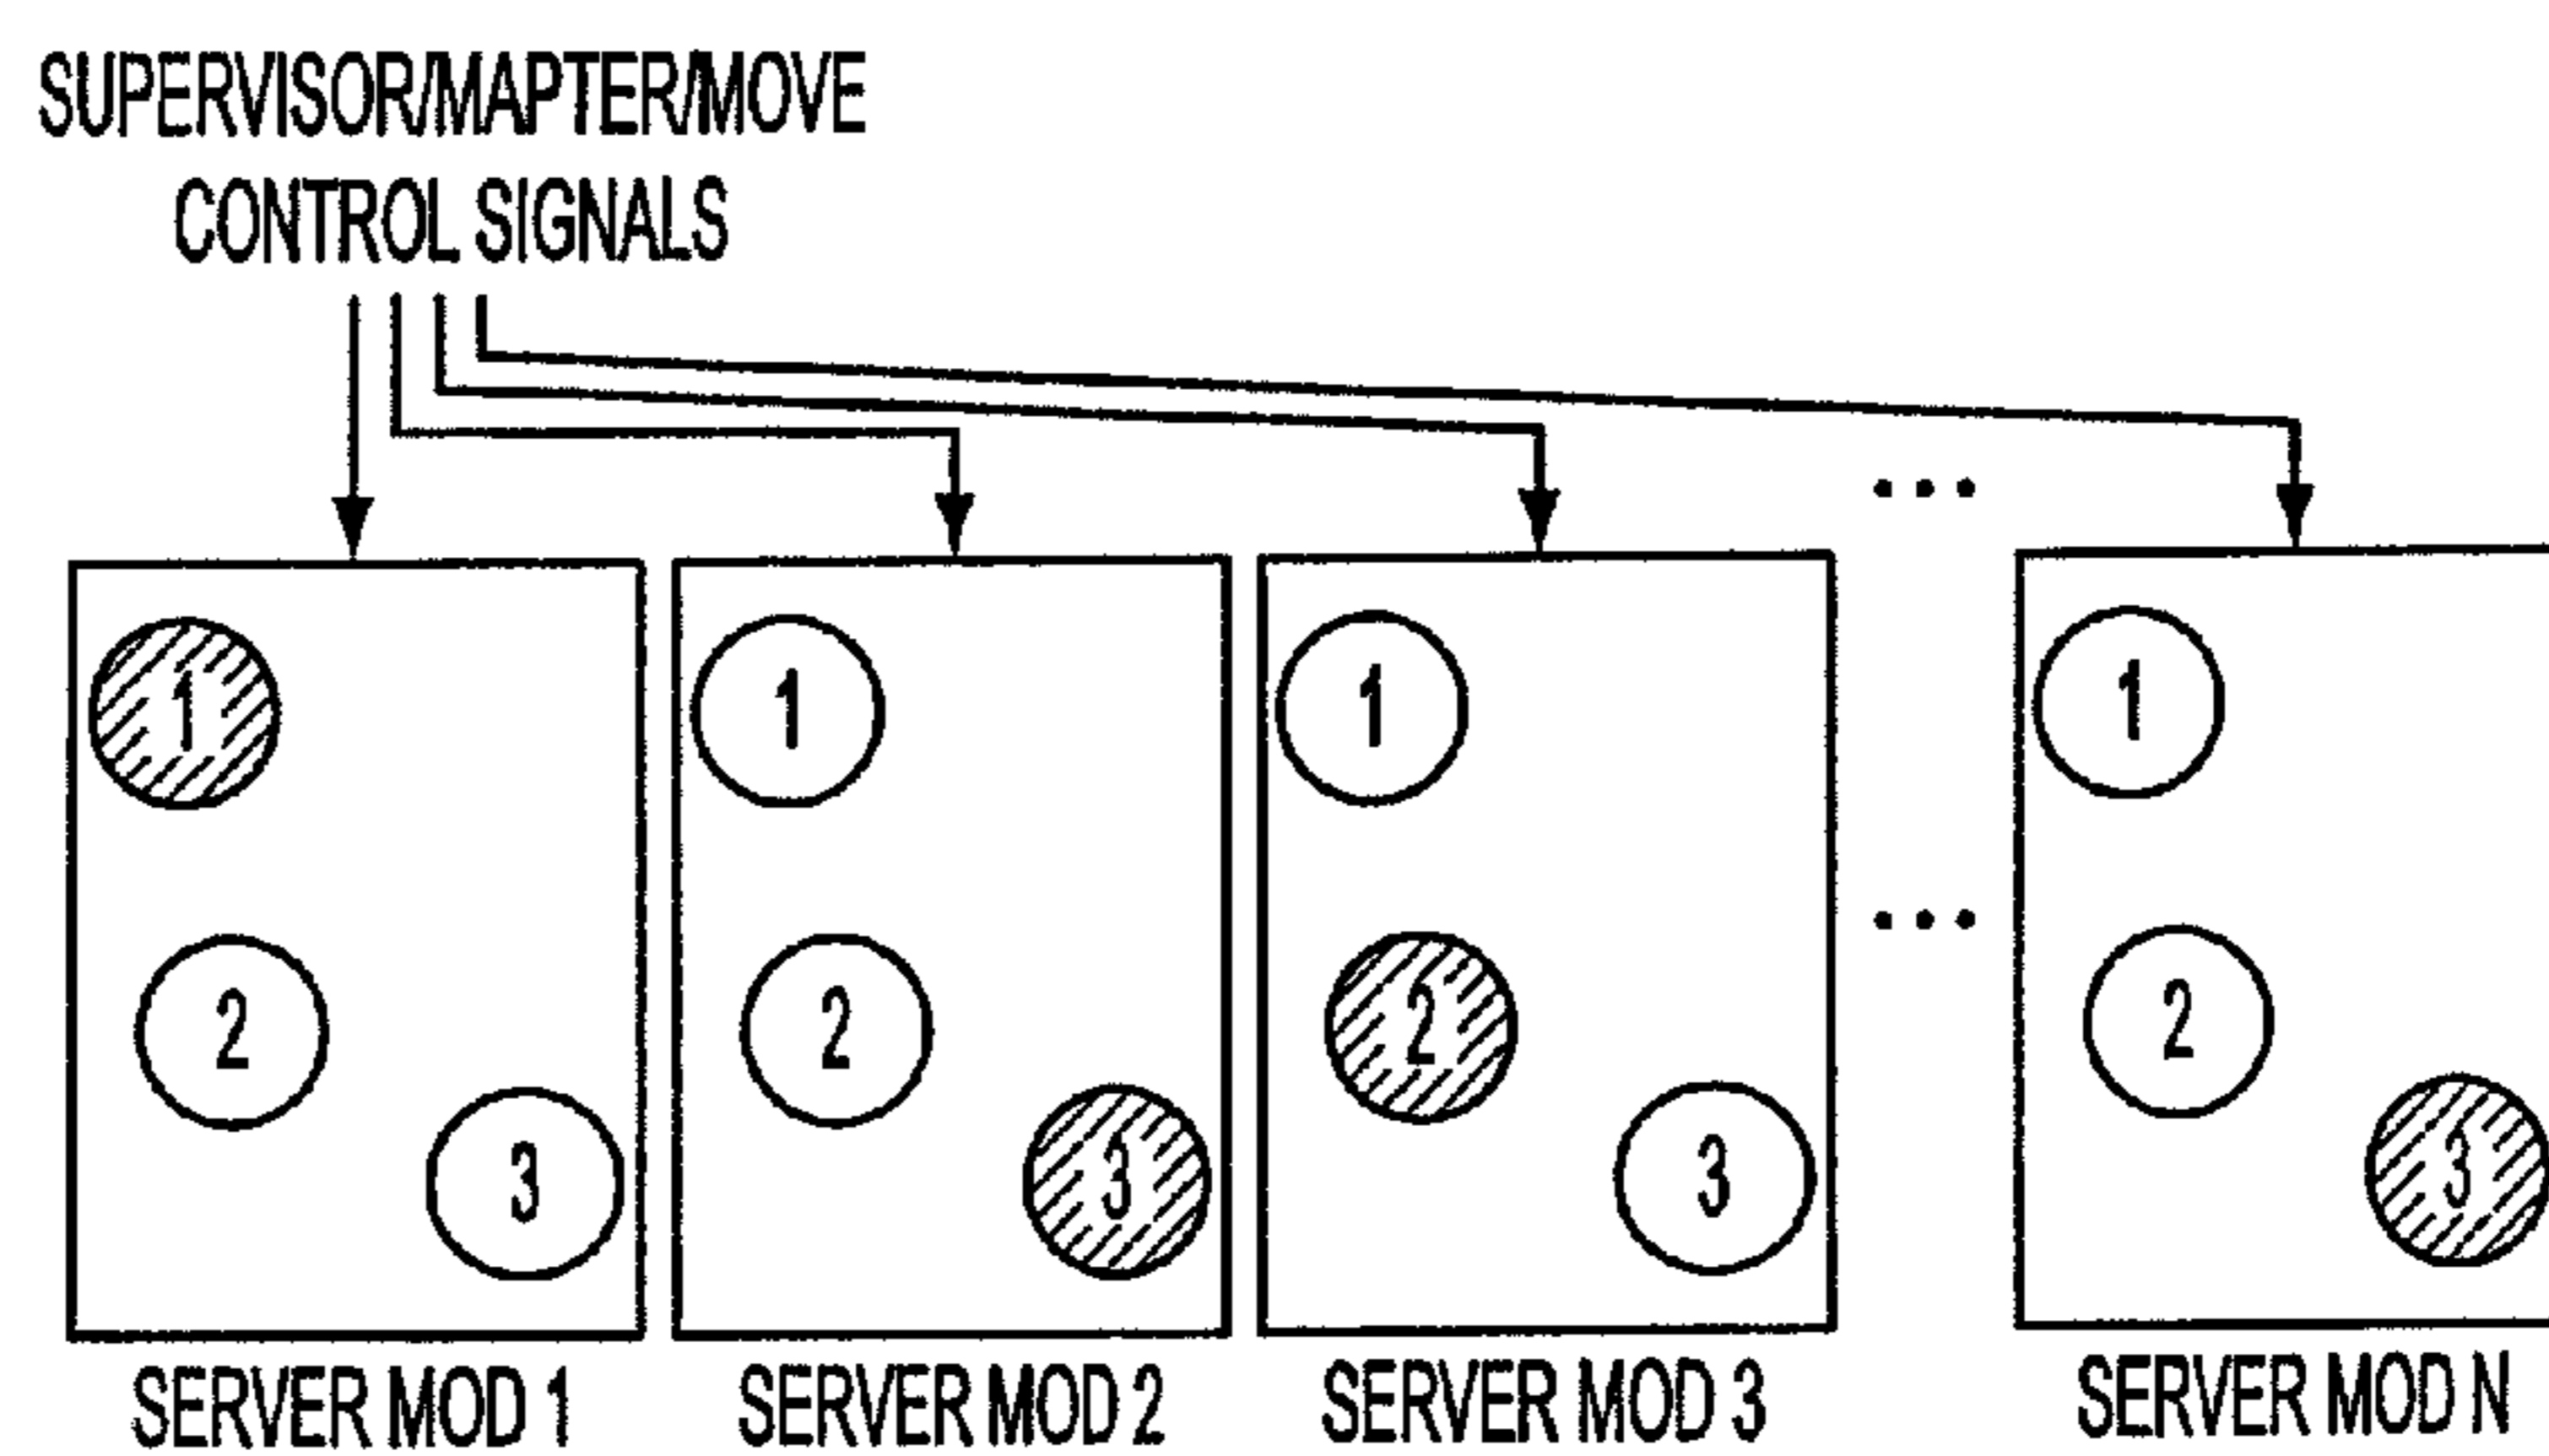 SUPERVISOR/MAPTER/MOVE
CONTROL SIGNALS
1 1 1 1
2 2 2 2
3 3 3 3
SERVER MOD 1 SERVER MOD 2 SERVER MOD 3 SERVER MOD N